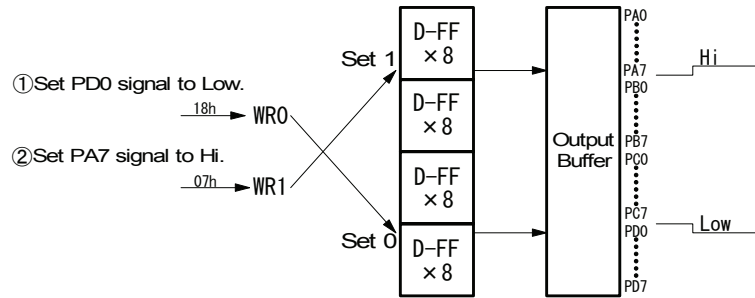 ①Set PD0 signal to Low.
18h
WR0
②Set PA7 signal to Hi.
07h
WR1
Set 1
Set 0
D-FF
×8
D-FF
×8
D-FF
×8
D-FF
×8
Output
Buffer
PA0
PA7
PB0
PB7
PC0
PC7
PD0
PD7
Hi
Low